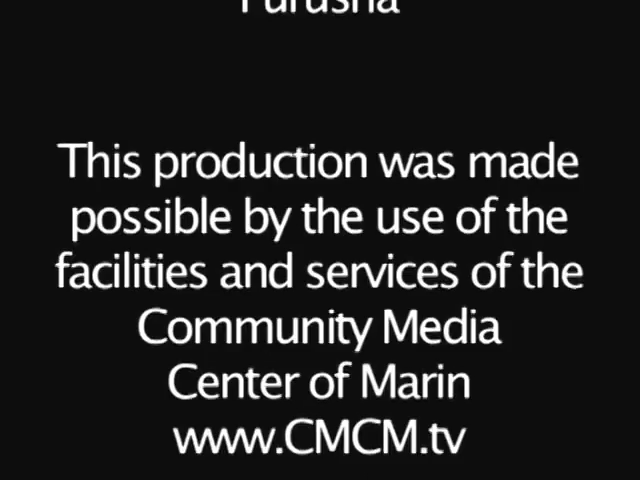 Purusha
This production was made
possible by the use of the
facilities and services of the
Community Media
Center of Marin
www.CMCM.tv